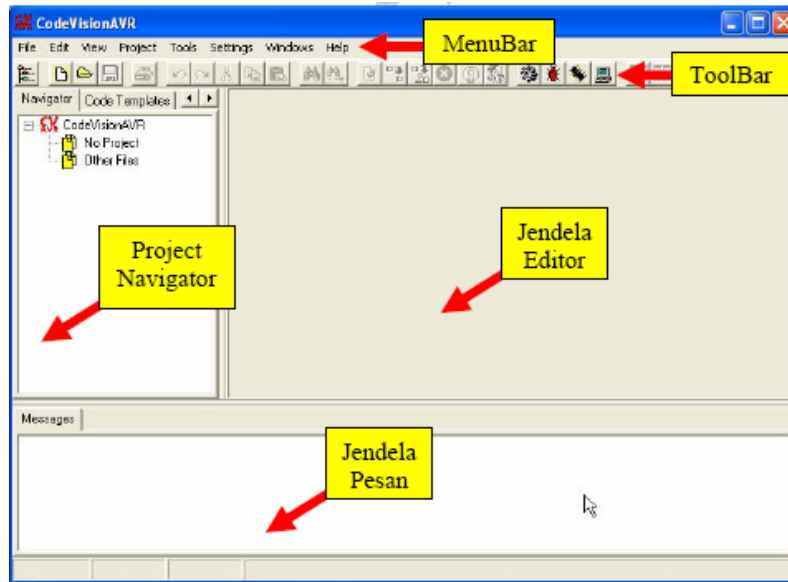 CodeVisionAVR
File Edit View Project Tools Settings Windows Help
MenuBar
ToolBar
Navigator Code Templates
CodeVisionAVR
No Project
Other Files
Project
Navigator
Jendela
Editor
Messages
Jendela
Pesan